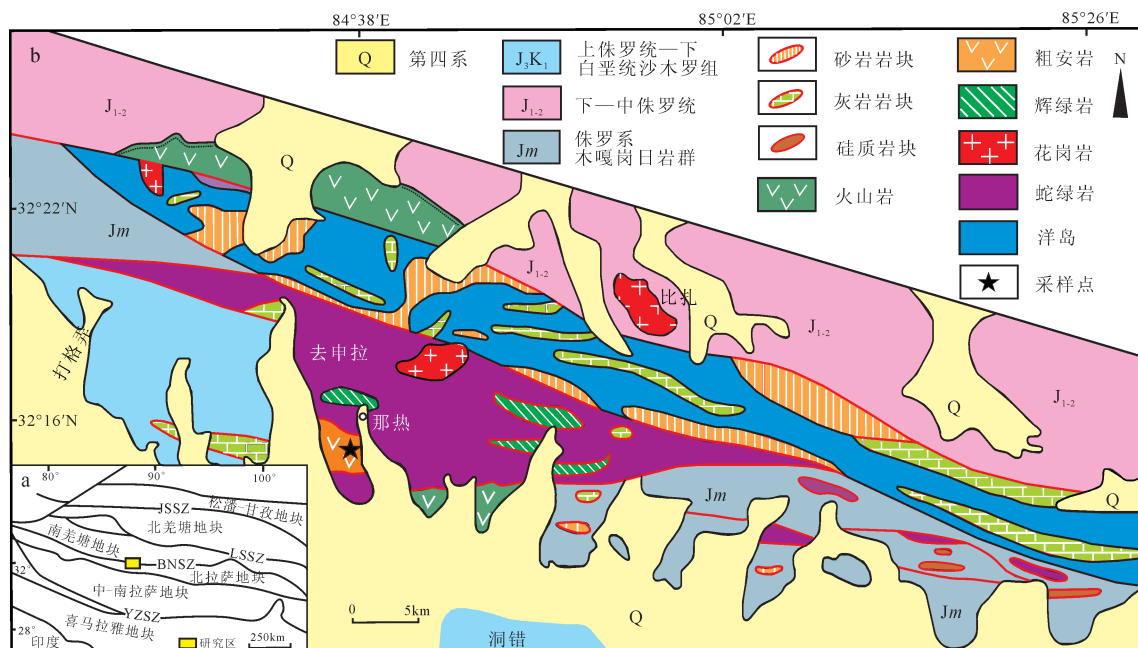 84°38′E
85°02′E
85°26′E
b
Q
第四系
J₃K₁
上侏罗统—下
白垩统沙木罗组
J₁₋₂
下—中侏罗统
Jm
侏罗系
木嘎岗日岩群
砂岩岩块
灰岩岩块
硅质岩块
火山岩
粗安岩
辉绿岩
花岗岩
蛇绿岩
洋岛
采样点
N
J₁₋₂
Q
32°22′N
Jm
J₁₋₂
比扎
Q
J₁₋₂
打格弄
去申拉
J₁₋₂
Q
32°16′N
那热
Q
Jm
Jm
Q
0
5km
洞错
a
80°
90°
100°
JSSZ
松潘-甘孜地块
北羌塘地块
南羌塘地块
LSSZ
BNSZ
32°
北拉萨地块
中-南拉萨地块
YZSZ
喜马拉雅地块
28°
印度
研究区
250km